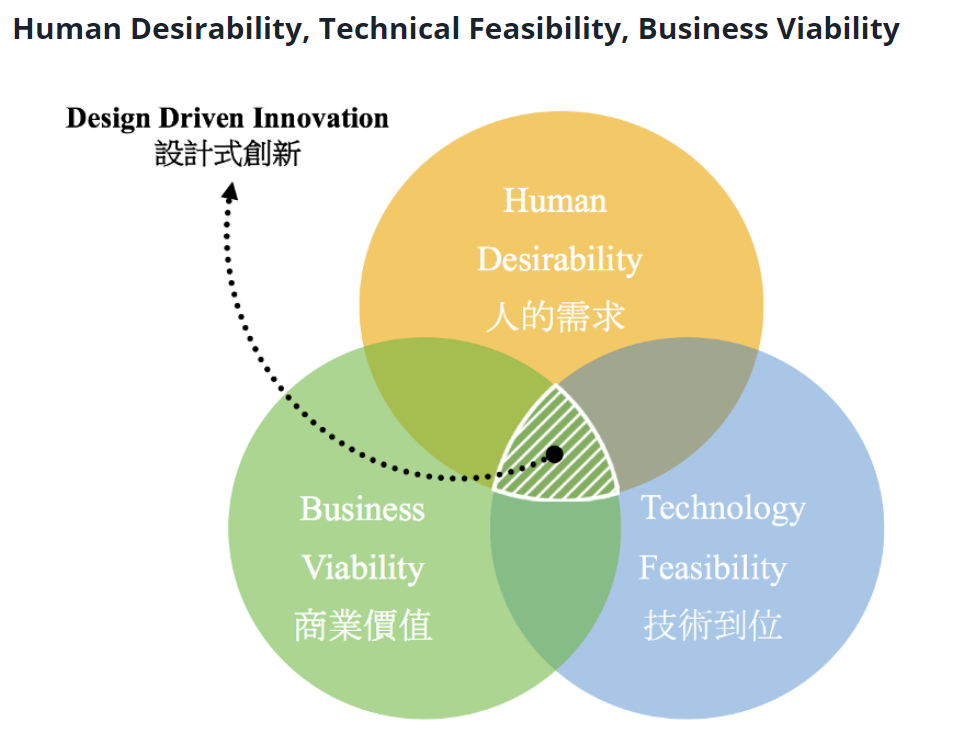 Human Desirability, Technical Feasibility, Business Viability
Design Driven Innovation
設計式創新
Human
Desirability
人的需求
Business
Viability
商業價值
Technology
Feasibility
技術到位